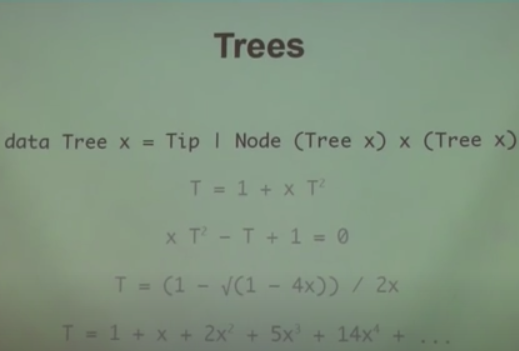 Trees
data Tree x = Tip | Node (Tree x) x (Tree x)
T = 1 + x T²
x T² - T + 1 = 0
T = (1 - √(1 - 4x)) / 2x
T = 1 + x + 2x² + 5x³ + 14x⁴ + ...